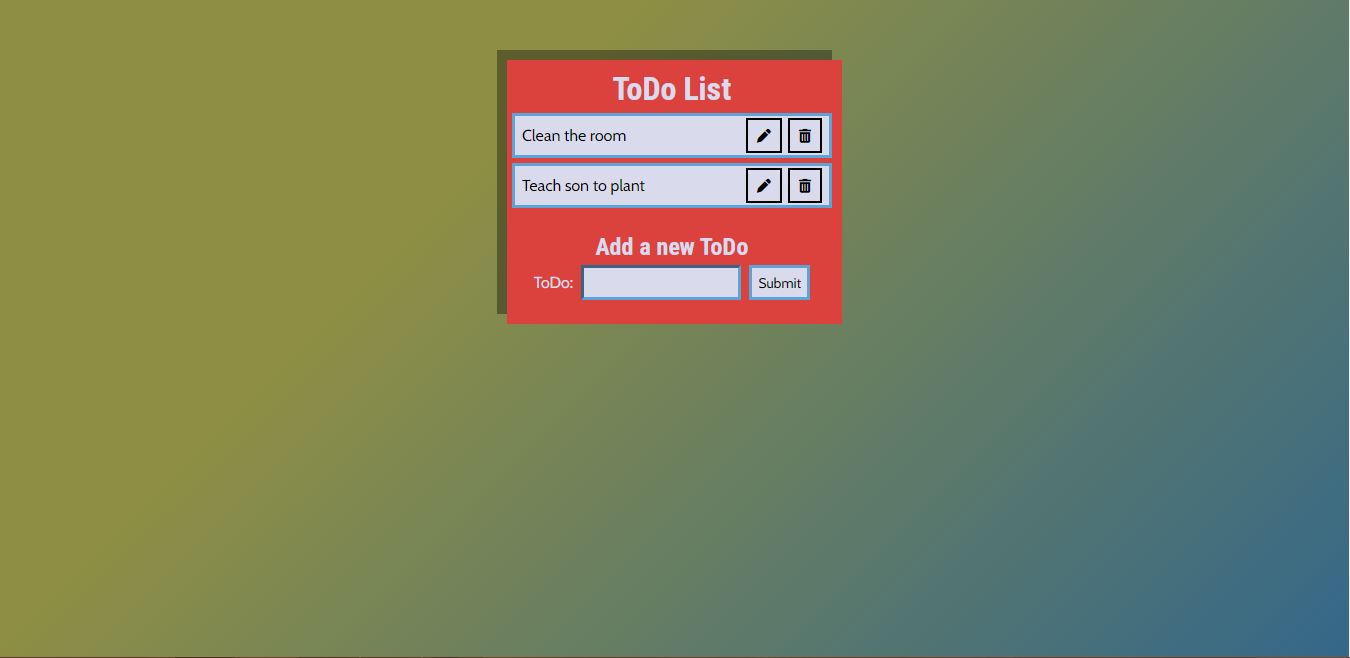 ToDo List
Clean the room
Teach son to plant
Add a new ToDo
ToDo: Submit